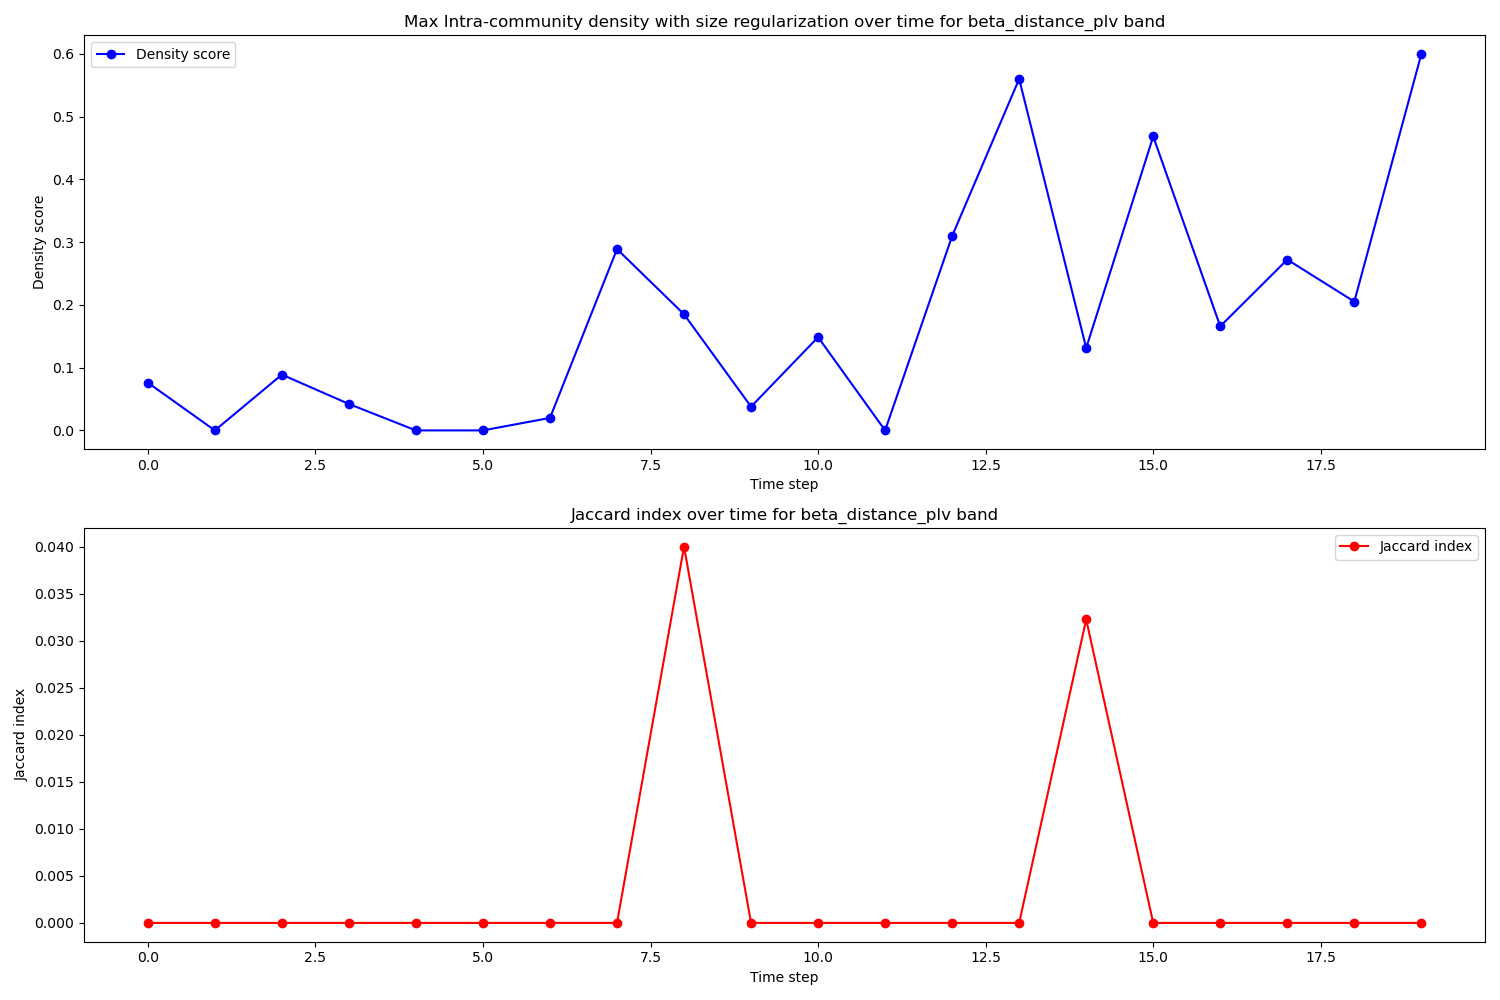 Max Intra-community density with size regularization over time for beta_distance_plv band
Density score
0.6
0.5
0.4
0.3
0.2
0.1
0.0
Density score
0.0 2.5 5.0 7.5 10.0 12.5 15.0 17.5
Time step
Jaccard index over time for beta_distance_plv band
Jaccard index
0.040
0.035
0.030
0.025
0.020
0.015
0.010
0.005
0.000
Jaccard index
0.0 2.5 5.0 7.5 10.0 12.5 15.0 17.5
Time step